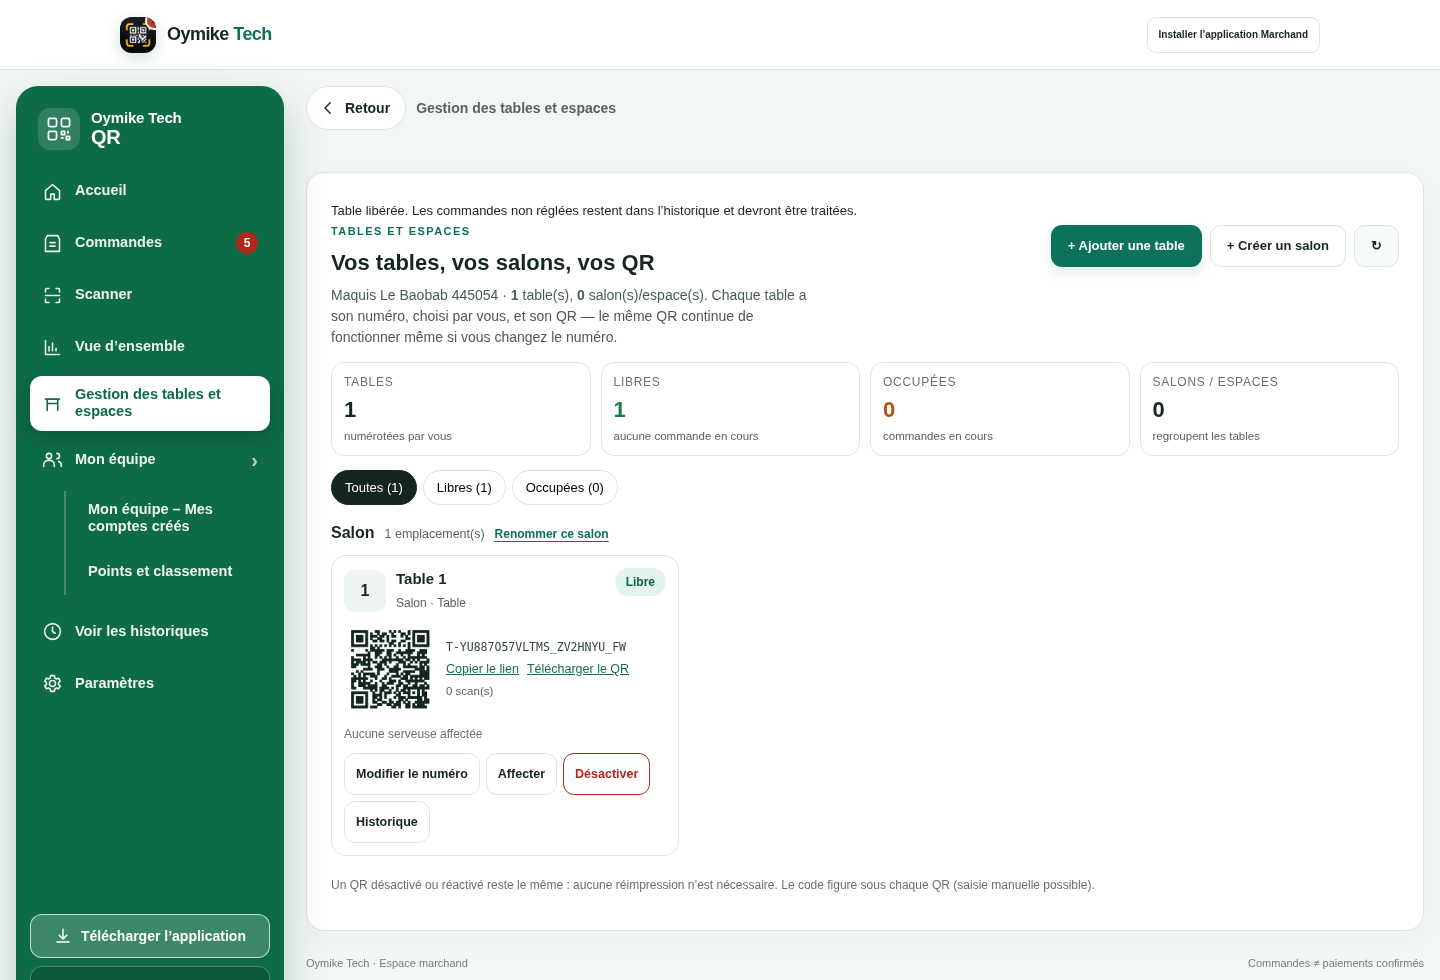 Oymike Tech
Installer l’application Marchand
Oymike Tech
QR
Accueil
Commandes
5
Scanner
Vue d’ensemble
Gestion des tables et
espaces
Mon équipe
›
Mon équipe – Mes
comptes créés
Points et classement
Voir les historiques
Paramètres
Télécharger l’application
Retour
Gestion des tables et espaces
Table libérée. Les commandes non réglées restent dans l’historique et devront être traitées.
TABLES ET ESPACES
Vos tables, vos salons, vos QR
Maquis Le Baobab 445054 · 1 table(s), 0 salon(s)/espace(s). Chaque table a
son numéro, choisi par vous, et son QR — le même QR continue de
fonctionner même si vous changez le numéro.
+ Ajouter une table
+ Créer un salon
↻
TABLES
1
numérotées par vous
LIBRES
1
aucune commande en cours
OCCUPÉES
0
commandes en cours
SALONS / ESPACES
0
regroupent les tables
Toutes (1)
Libres (1)
Occupées (0)
Salon
1 emplacement(s)
Renommer ce salon
1
Table 1
Salon · Table
Libre
T-YU887O57VLTMS_ZV2HNYU_FW
Copier le lien
Télécharger le QR
0 scan(s)
Aucune serveuse affectée
Modifier le numéro
Affecter
Désactiver
Historique
Un QR désactivé ou réactivé reste le même : aucune réimpression n’est nécessaire. Le code figure sous chaque QR (saisie manuelle possible).
Oymike Tech · Espace marchand
Commandes ≠ paiements confirmés